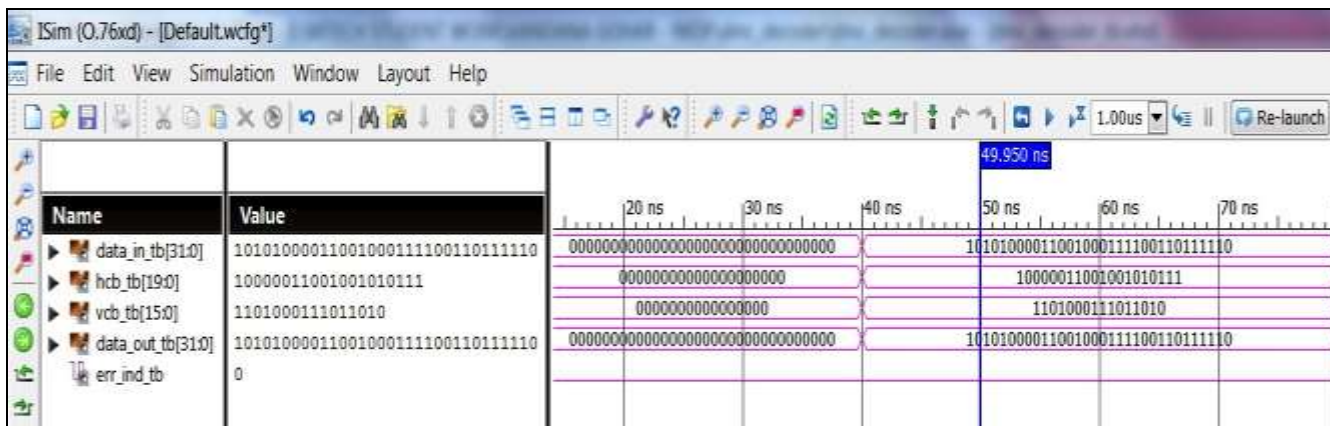 ISim (O.76xd) - [Default.wcfg*]
File Edit View Simulation Window Layout Help
1.00us Re-launch
49.950 ns
Name Value
20 ns 30 ns 40 ns 50 ns 60 ns 70 ns
data_in_tb[31:0] 10101000011001000111100110111110 00000000000000000000000000000000 10101000011001000111100110111110
hcb_tb[19:0] 10000011001001010111 00000000000000000000 10000011001001010111
vcb_tb[15:0] 1101000111011010 0000000000000000 1101000111011010
data_out_tb[31:0] 10101000011001000111100110111110 00000000000000000000000000000000 10101000011001000111100110111110
err_ind_tb 0